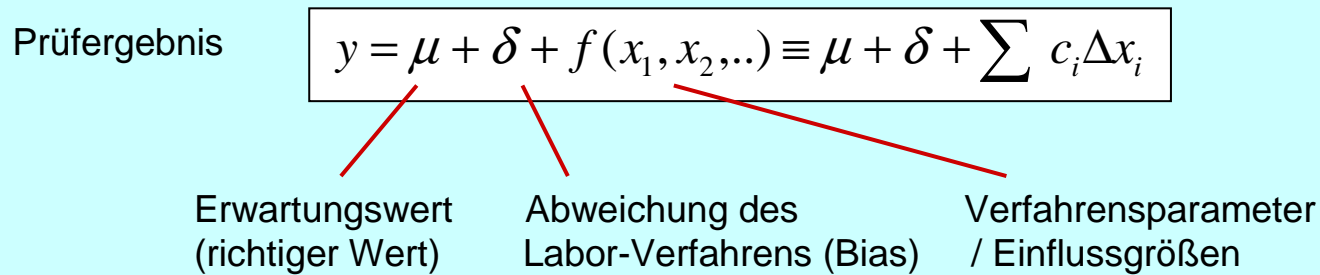 Prüfergebnis
y = μ + δ + f(x₁, x₂,..) ≡ μ + δ + ∑ cᵢΔxᵢ
Erwartungswert Abweichung des Verfahrensparameter
(richtiger Wert) Labor-Verfahrens (Bias) / Einflussgrößen